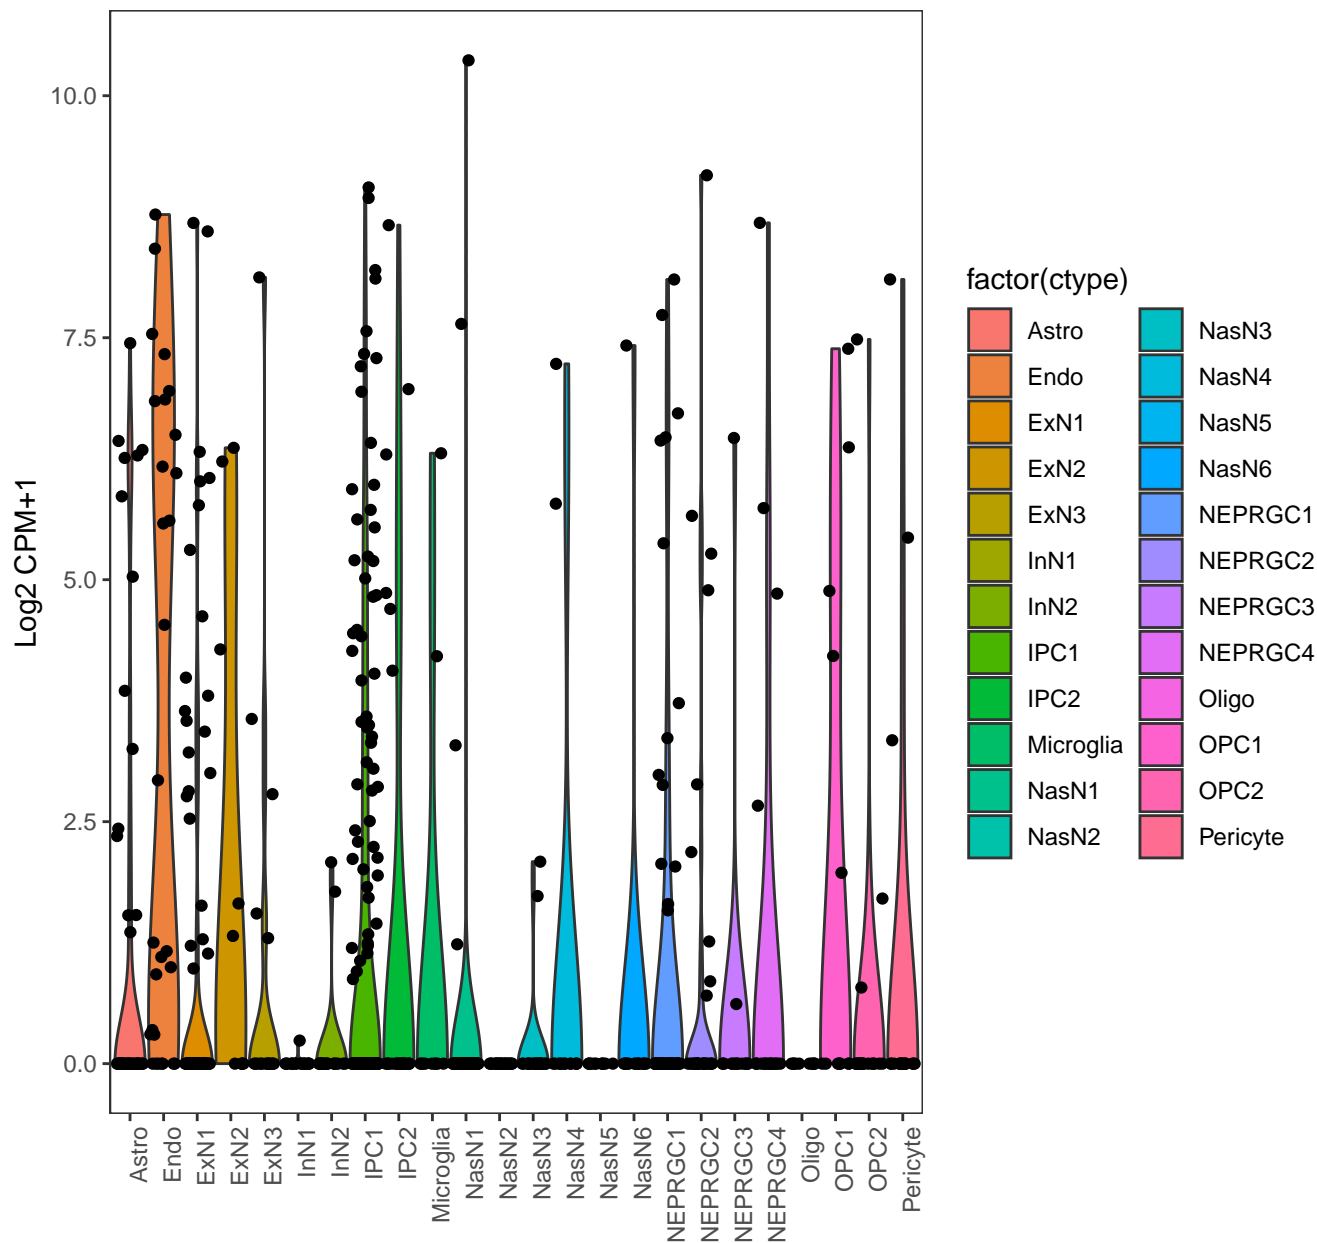 10.0
7.5
5.0
2.5
0.0
Log2 CPM+1
Astro
Endo
ExN1
ExN2
ExN3
InN1
InN2
IPC1
IPC2
Microglia
NasN1
NasN2
NasN3
NasN4
NasN5
NasN6
NEPRGC1
NEPRGC2
NEPRGC3
NEPRGC4
Oligo
OPC1
OPC2
Pericyte
factor(ctype)
Astro
Endo
ExN1
ExN2
ExN3
InN1
InN2
IPC1
IPC2
Microglia
NasN1
NasN2
NasN3
NasN4
NasN5
NasN6
NEPRGC1
NEPRGC2
NEPRGC3
NEPRGC4
Oligo
OPC1
OPC2
Pericyte